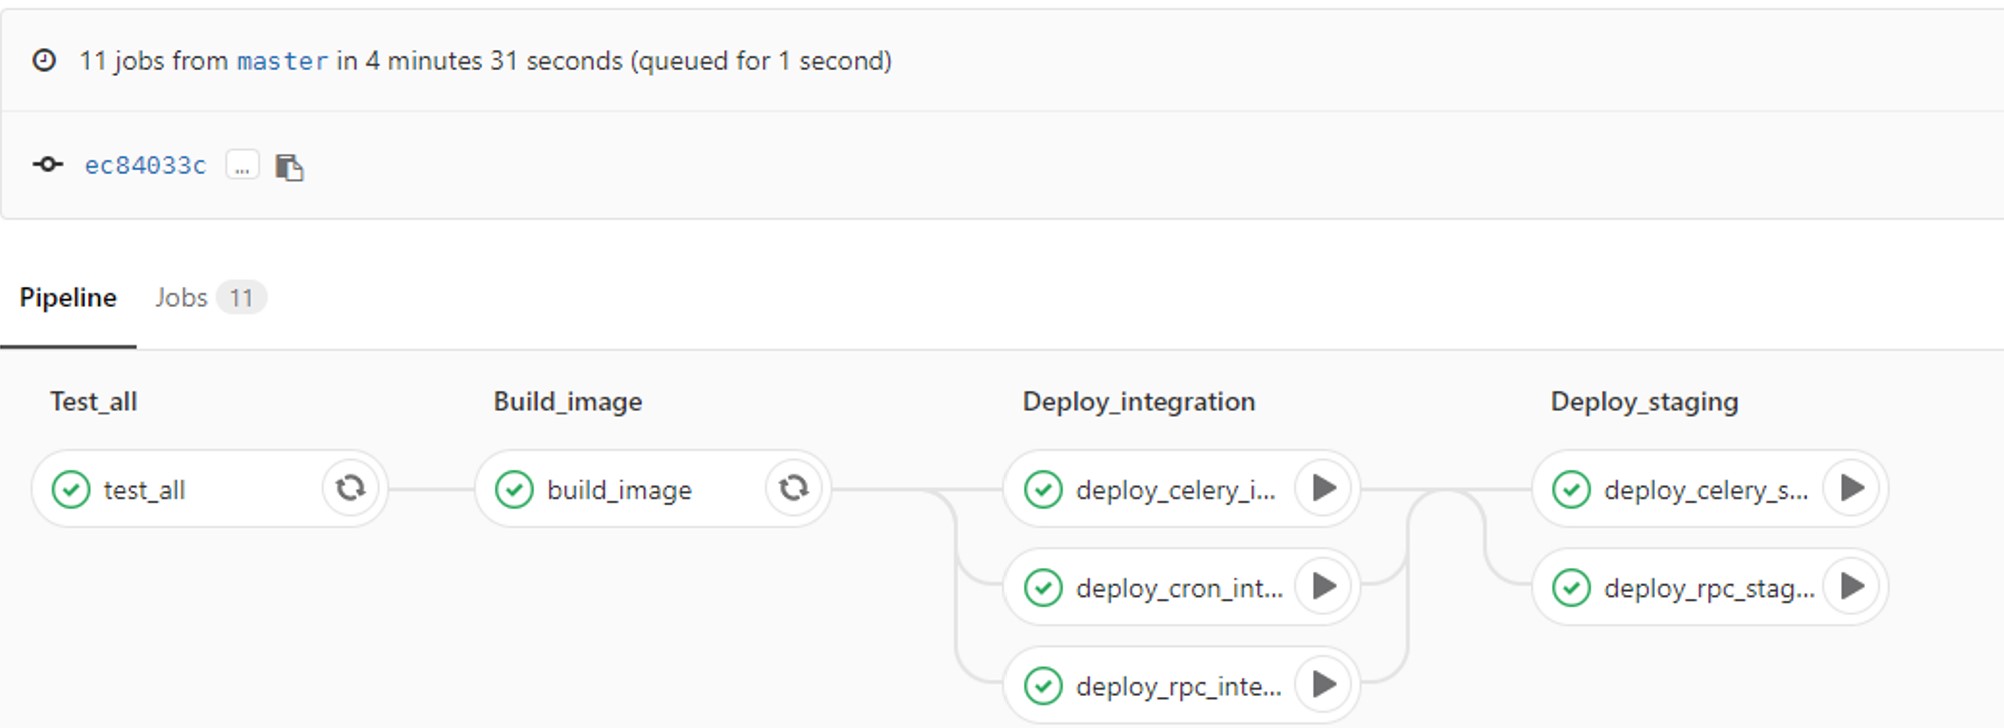 11 jobs from master in 4 minutes 31 seconds (queued for 1 second)
ec84033c ...
Pipeline Jobs 11
Test_all Build_image Deploy_integration Deploy_staging
test_all build_image deploy_celery_i... deploy_celery_s...
deploy_cron_int... deploy_rpc_stag...
deploy_rpc_inte...